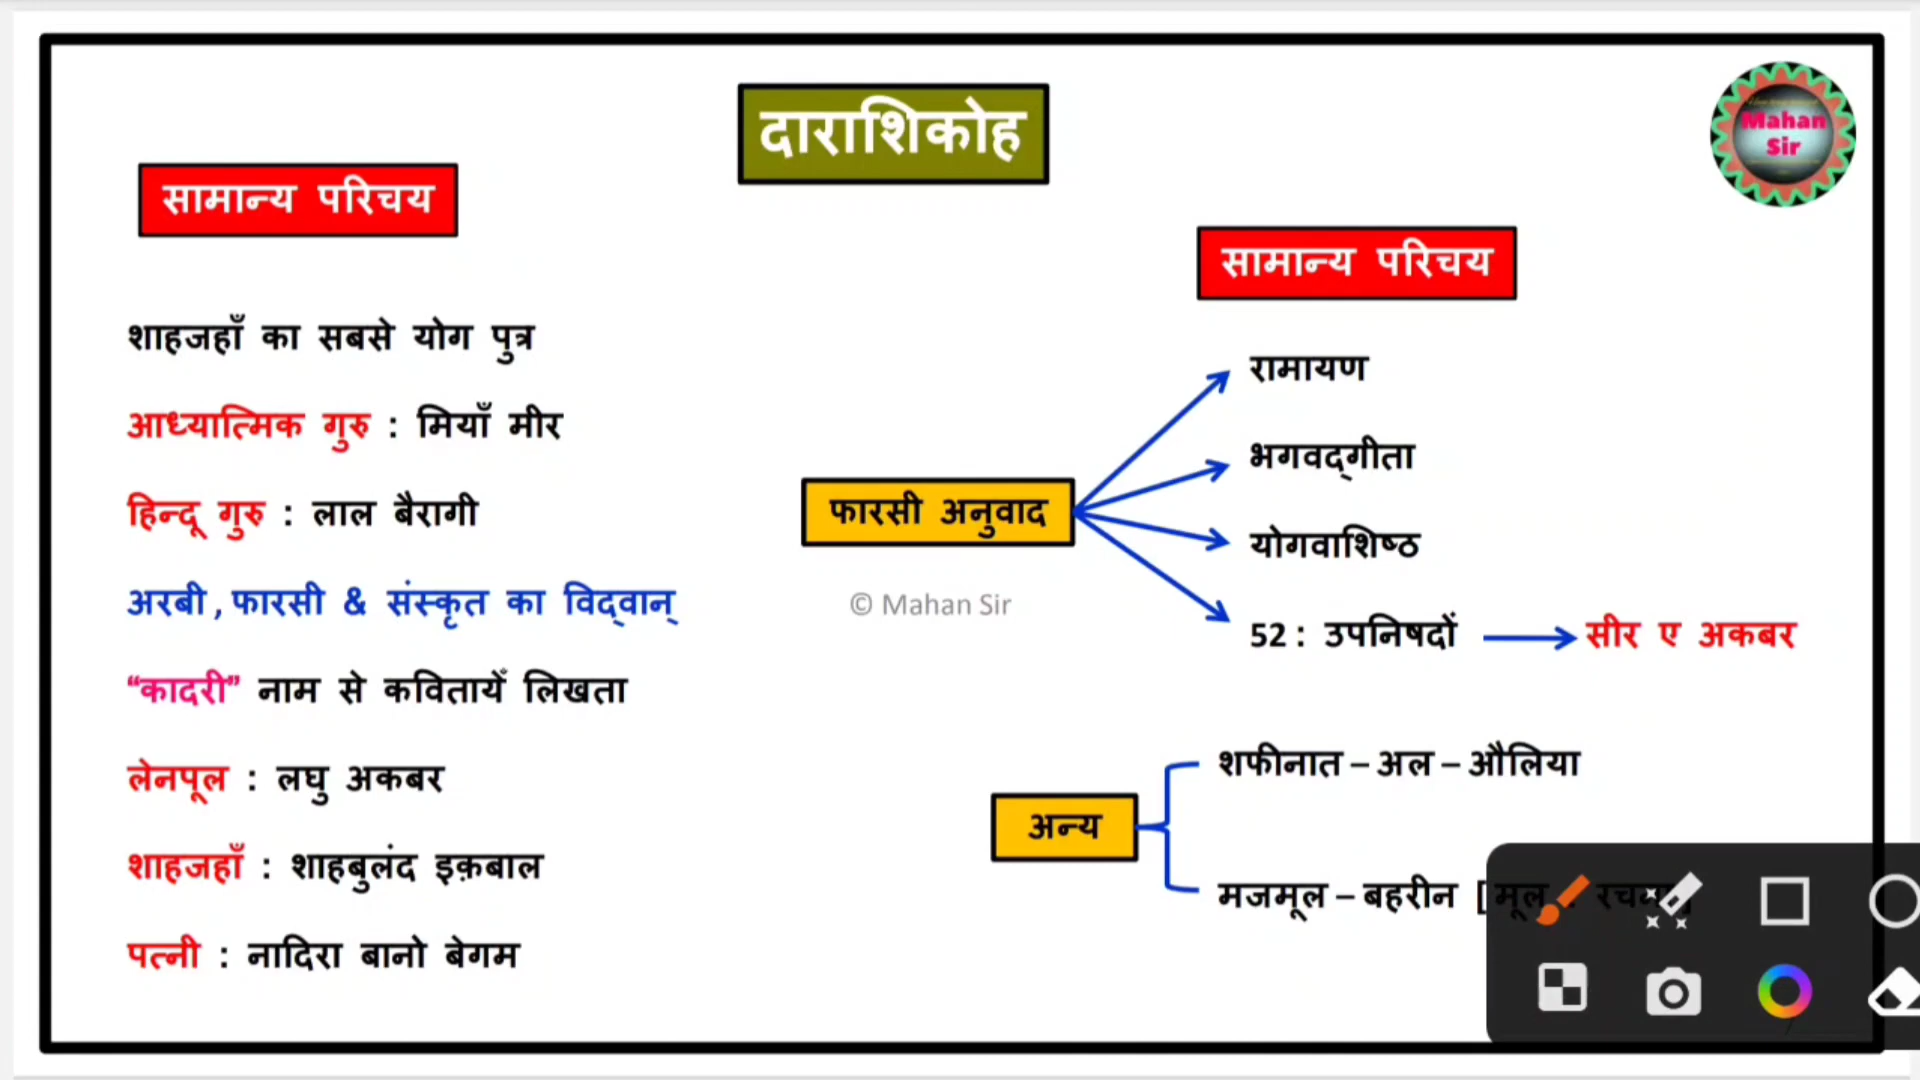 दाराशिकोह
Mahan
Sir
सामान्य परिचय
शाहजहाँ का सबसे योग पुत्र
आध्यात्मिक गुरु : मियाँ मीर
हिन्दू गुरु : लाल बैरागी
अरबी , फारसी & संस्कृत का विद्वान्
“कादरी” नाम से कवितायेँ लिखता
लेनपूल : लघु अकबर
शाहजहाँ : शाहबुलंद इक़बाल
पत्नी : नादिरा बानो बेगम
सामान्य परिचय
फारसी अनुवाद
रामायण
भगवद्गीता
योगवाशिष्ठ
52 : उपनिषदों
सीर ए अकबर
© Mahan Sir
अन्य
शफीनात – अल – औलिया
मजमूल – बहरीन [ मूल :